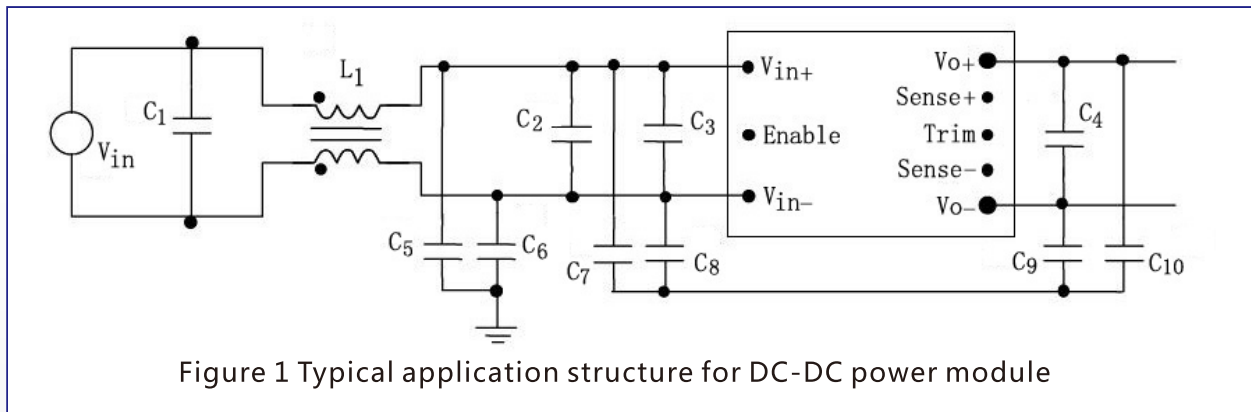 L1
C1
Vin
C2
C3
C5
C6
C7
C8
Vin+
Enable
Vin−
Vo+
Sense+
Trim
Sense−
Vo−
C4
C9
C10
Figure 1 Typical application structure for DC-DC power module